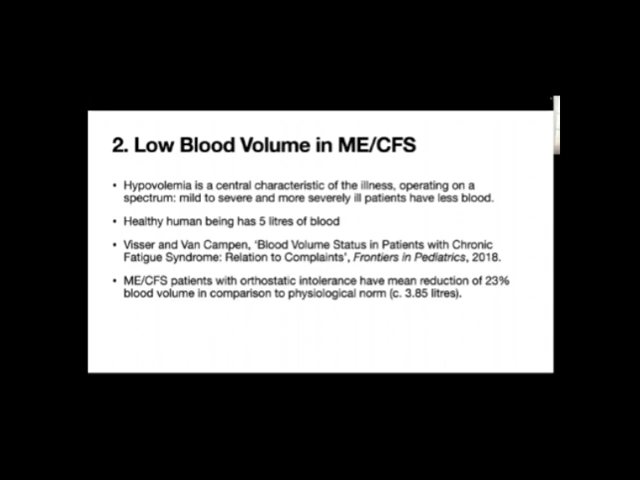 2. Low Blood Volume in ME/CFS
• Hypovolemia is a central characteristic of the illness, operating on a
spectrum: mild to severe and more severely ill patients have less blood.
• Healthy human being has 5 litres of blood
• Visser and Van Campen, 'Blood Volume Status in Patients with Chronic
Fatigue Syndrome: Relation to Complaints', Frontiers in Pediatrics, 2018.
• ME/CFS patients with orthostatic intolerance have mean reduction of 23%
blood volume in comparison to physiological norm (c. 3.85 litres).